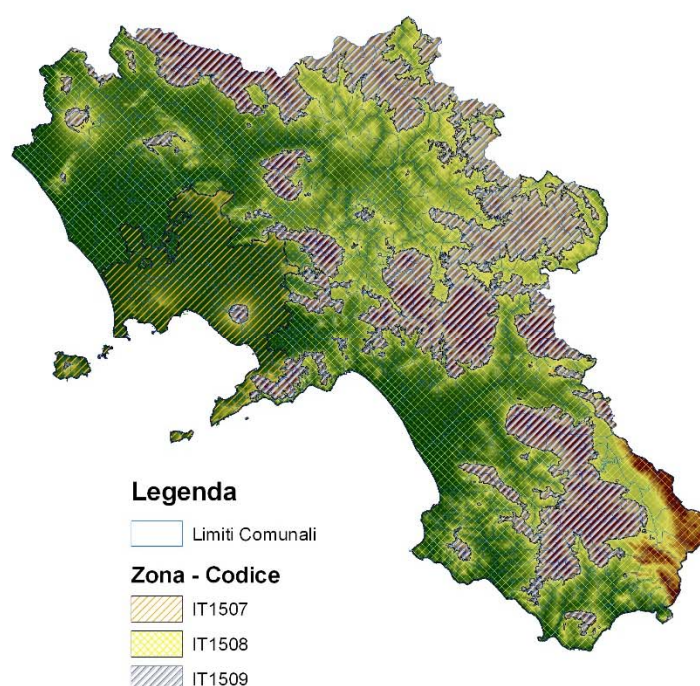 Legenda
Limiti Comunali
Zona - Codice
IT1507
IT1508
IT1509